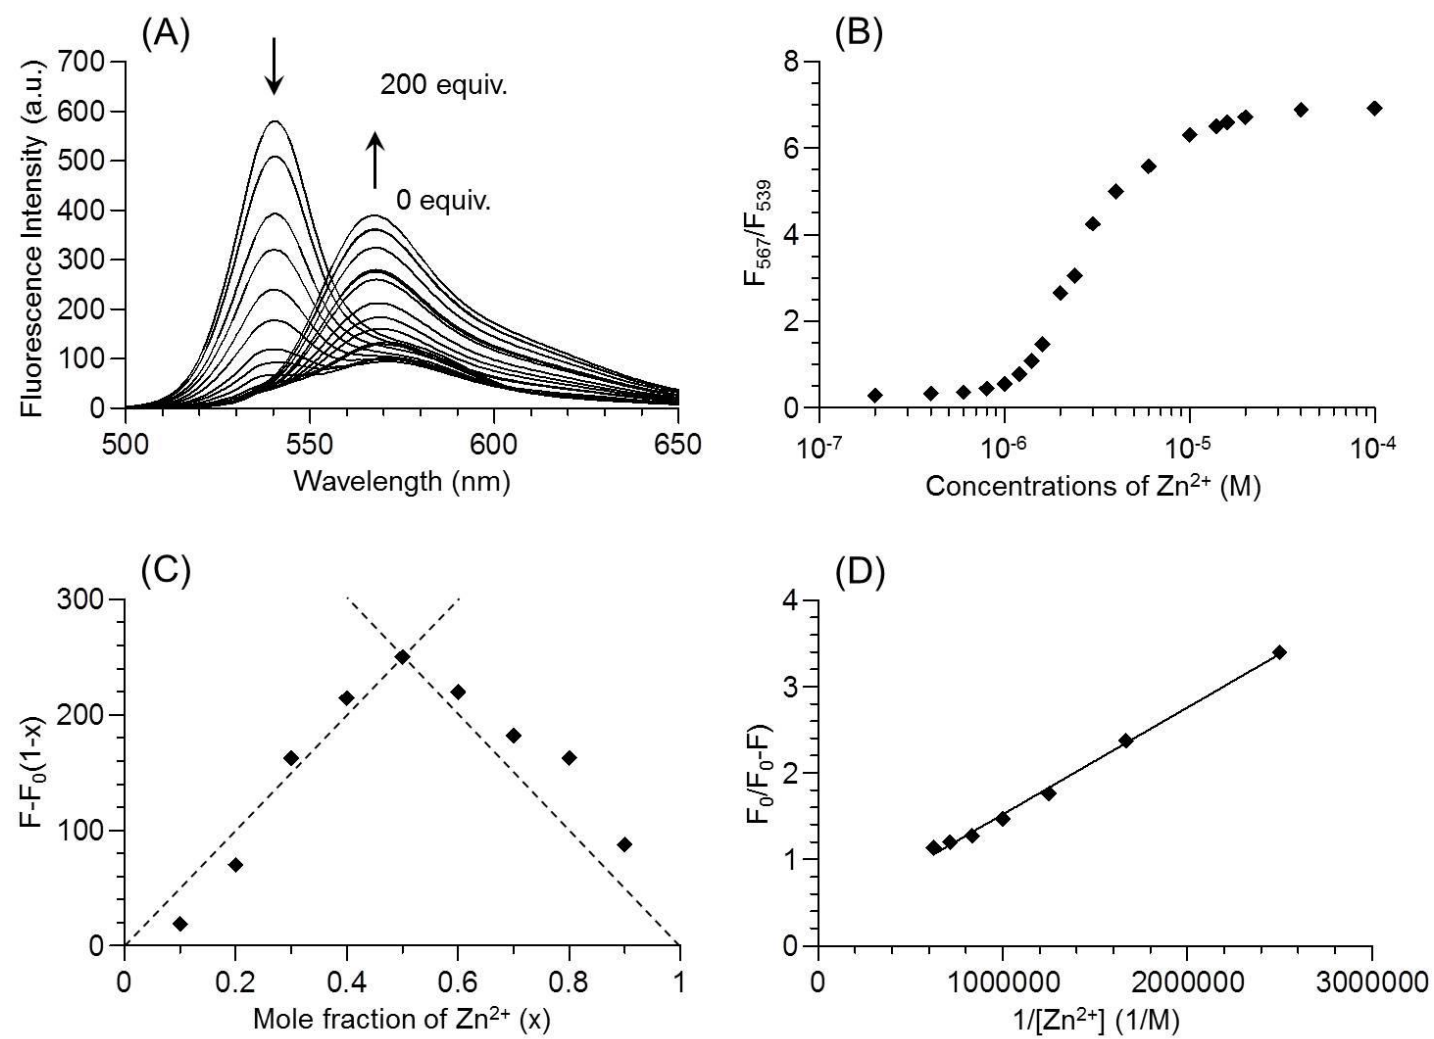 (A)
700
600
500
400
300
200
100
0
Fluorescence Intensity (a.u.)
200 equiv.
0 equiv.
500 550 600 650
Wavelength (nm)
(B)
8
6
4
2
0
F₅₆₇/F₅₃₉
10⁻⁷ 10⁻⁶ 10⁻⁵ 10⁻⁴
Concentrations of Zn²⁺ (M)
(C)
300
200
100
0
F-F₀(1-x)
0 0.2 0.4 0.6 0.8 1
Mole fraction of Zn²⁺ (x)
(D)
4
3
2
1
0
F₀/F₀-F)
0 1000000 2000000 3000000
1/[Zn²⁺] (1/M)